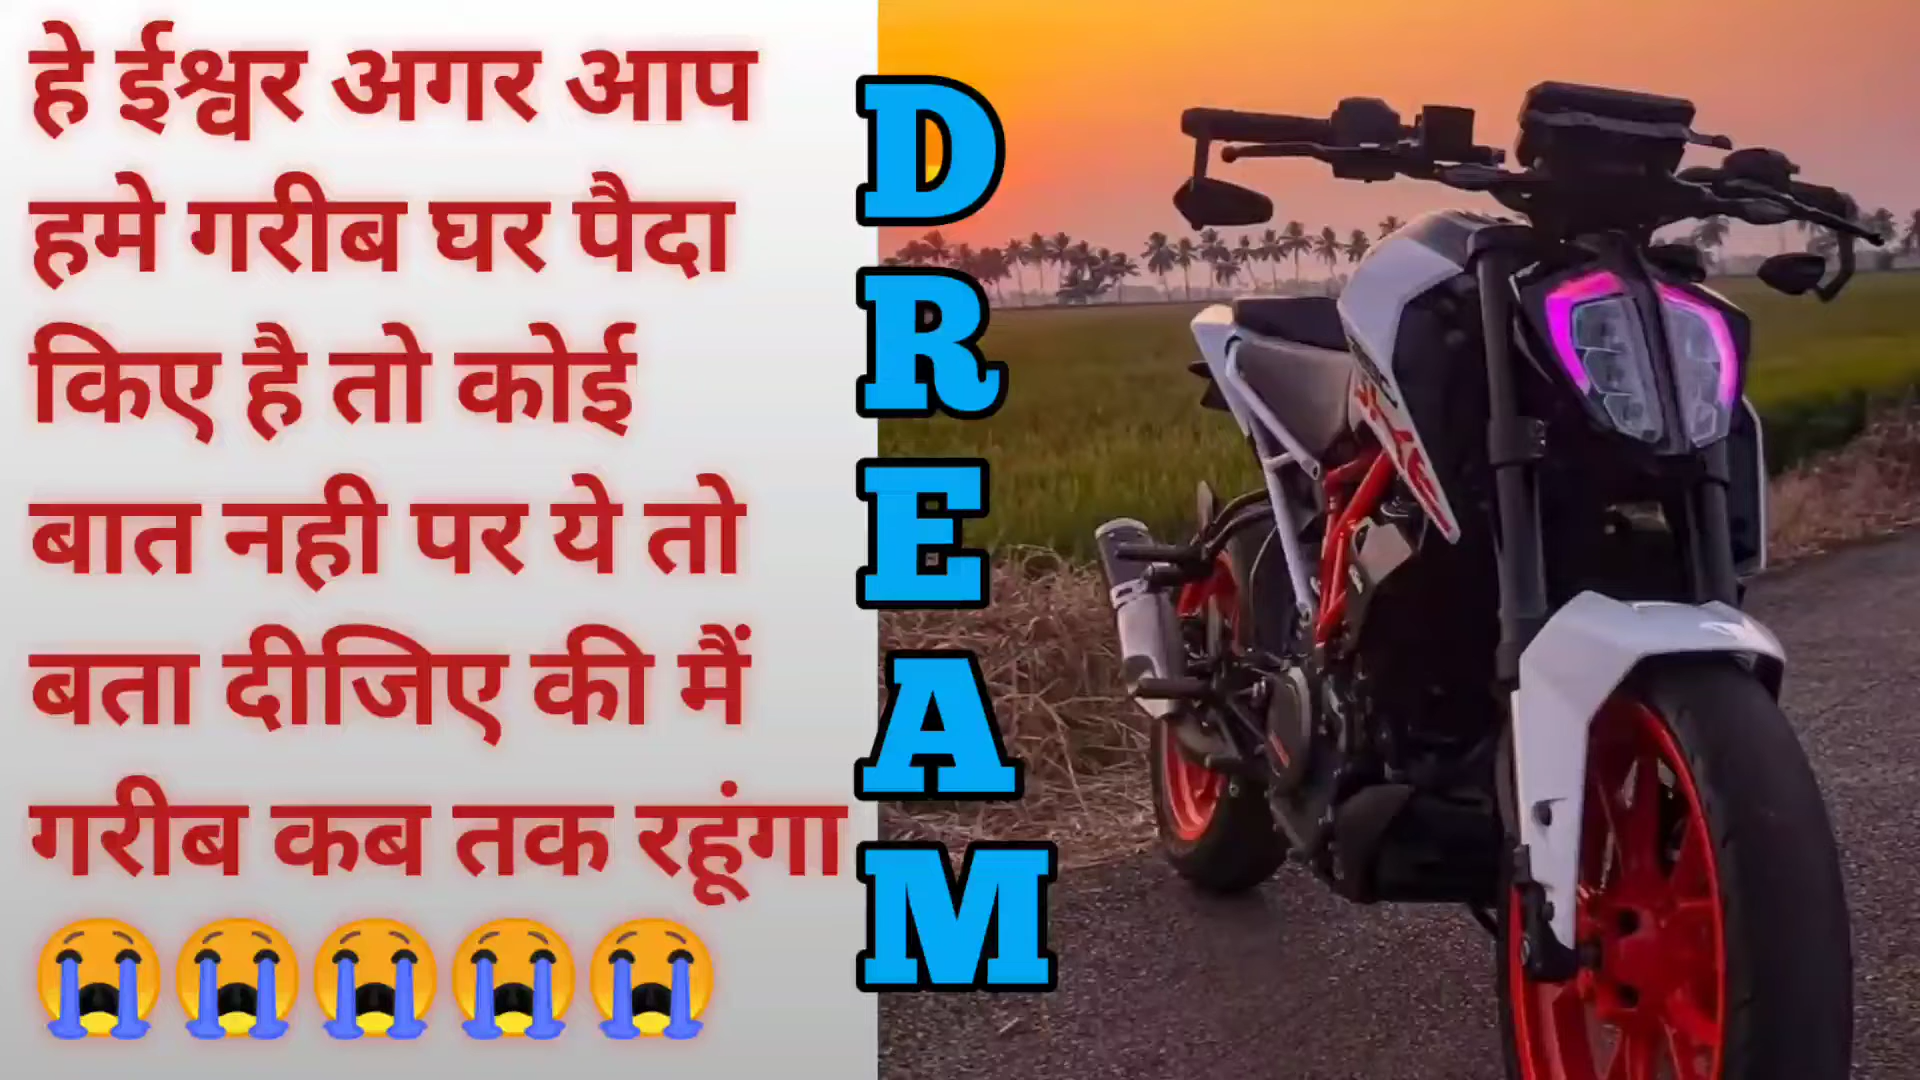 हे ईश्वर अगर आप
हमे गरीब घर पैदा
किए है तो कोई
बात नही पर ये तो
बता दीजिए की मैं
गरीब कब तक रहूंगा
😭😭😭😭😭
DREAM